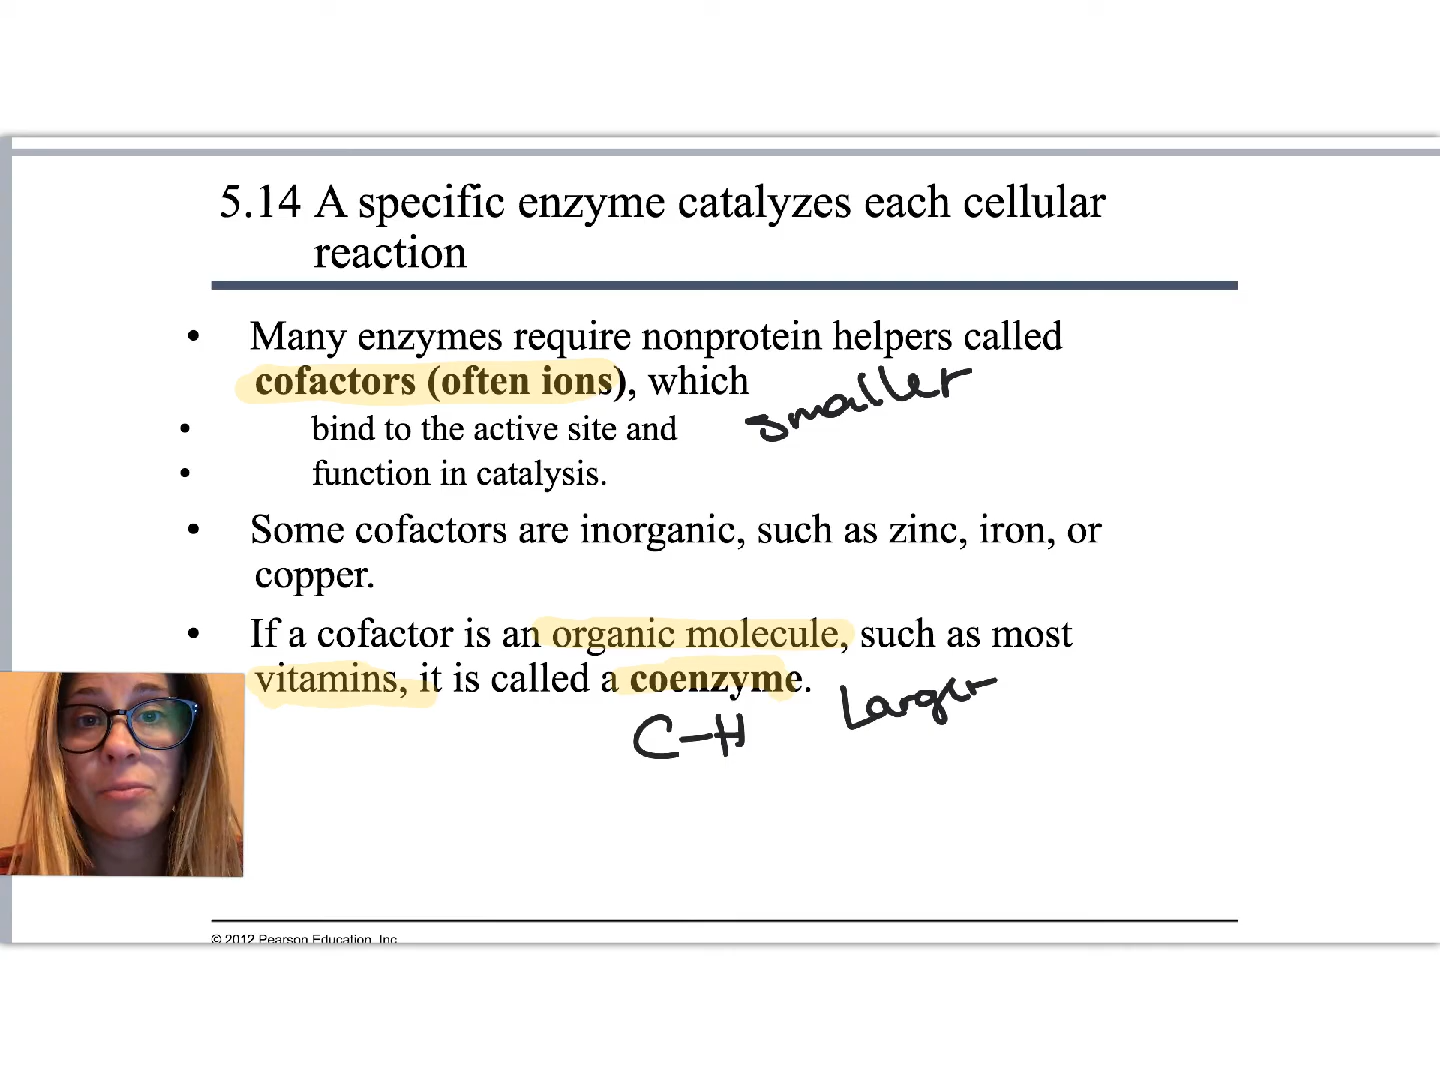 5.14 A specific enzyme catalyzes each cellular
reaction
• Many enzymes require nonprotein helpers called
cofactors (often ions), which
smaller
• bind to the active site and
• function in catalysis.
• Some cofactors are inorganic, such as zinc, iron, or
copper.
• If a cofactor is an organic molecule, such as most
vitamins, it is called a coenzyme.
Larger
C-H
© 2012 Pearson Education, Inc